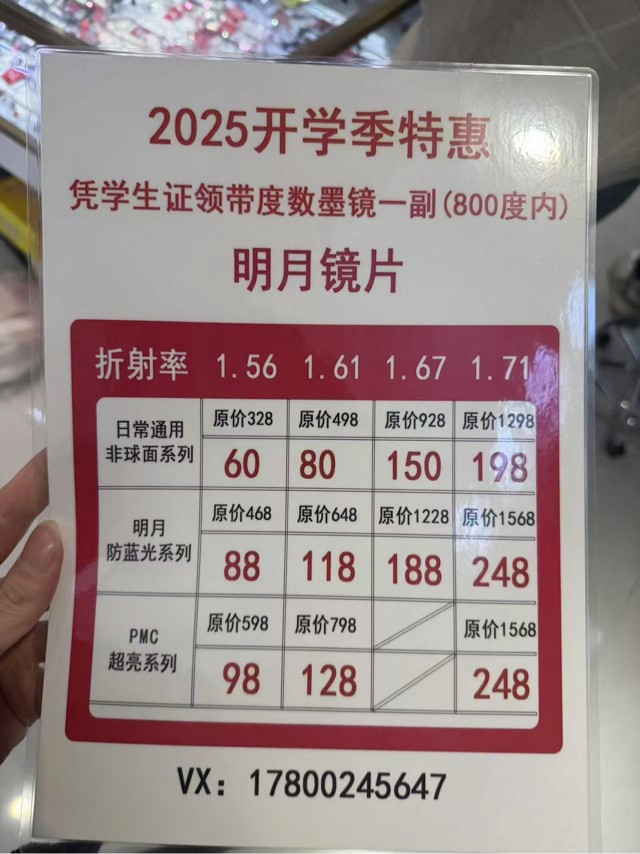 2025开学季特惠
凭学生证领带度数墨镜一副(800度内)
明月镜片
折射率 1.56 1.61 1.67 1.71
日常通用
非球面系列
原价328 原价498 原价928 原价1298
60 80 150 198
明月
防蓝光系列
原价468 原价648 原价1228 原价1568
88 118 188 248
PMC
超亮系列
原价598 原价798 原价1568
98 128 248
VX：17800245647